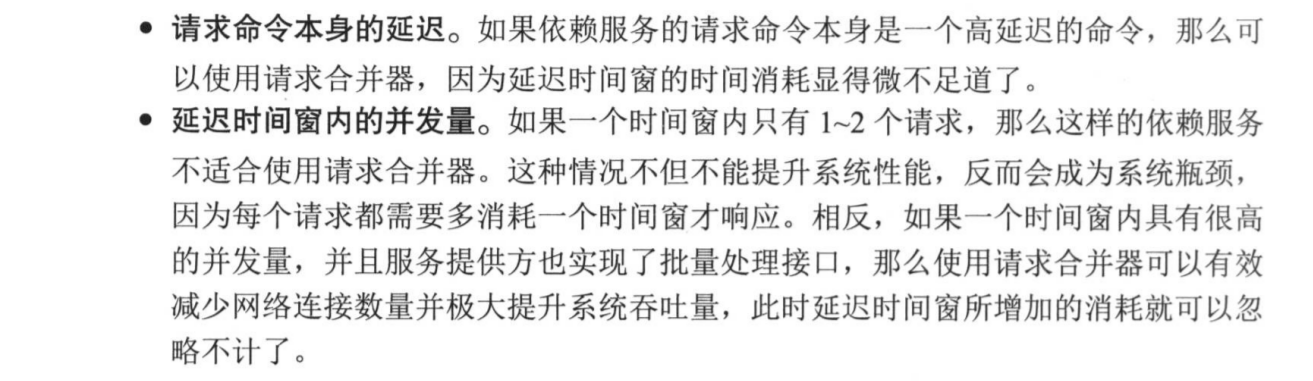 ● 请求命令本身的延迟。如果依赖服务的请求命令本身是一个高延迟的命令，那么可
以使用请求合并器，因为延迟时间窗的时间消耗显得微不足道了。
● 延迟时间窗内的并发量。如果一个时间窗内只有 1~2 个请求，那么这样的依赖服务
不适合使用请求合并器。这种情况不但不能提升系统性能，反而会成为系统瓶颈，
因为每个请求都需要多消耗一个时间窗才响应。相反，如果一个时间窗内具有很高
的并发量，并且服务提供方也实现了批量处理接口，那么使用请求合并器可以有效
减少网络连接数量并极大提升系统吞吐量，此时延迟时间窗所增加的消耗就可以忽
略不计了。